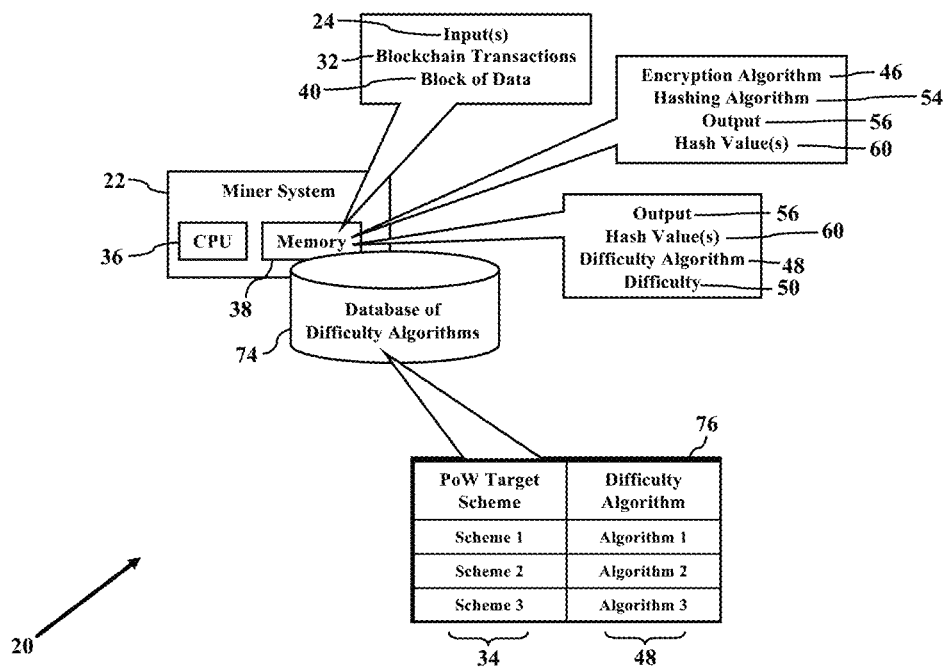 24
Input(s)
32
Blockchain Transactions
40
Block of Data
Encryption Algorithm
46
Hashing Algorithm
54
Output
56
Hash Value(s)
60
22
Miner System
36
CPU
Memory
38
Output
56
Hash Value(s)
60
Difficulty Algorithm
48
Difficulty
50
Database of
Difficulty Algorithms
74
76
PoW Target
Scheme
Difficulty
Algorithm
Scheme 1
Algorithm 1
Scheme 2
Algorithm 2
Scheme 3
Algorithm 3
34
48
20